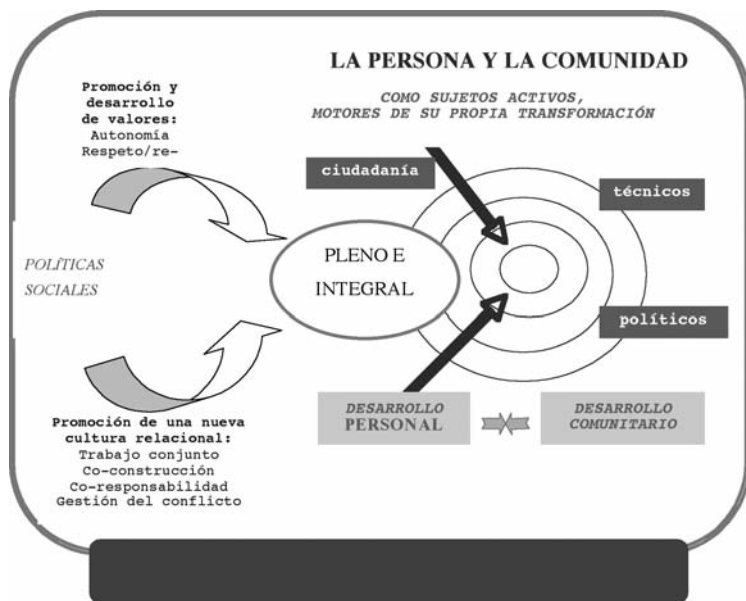 LA PERSONA Y LA COMUNIDAD
COMO SUJETOS ACTIVOS,
MOTORES DE SU PROPIA TRANSFORMACIÓN
Promoción y
desarrollo
de valores:
Autonomía
Respeto/re-
ciudadanía
técnicos
POLÍTICAS
SOCIALES
PLENO E
INTEGRAL
políticos
DESARROLLO
PERSONAL
DESARROLLO
COMUNITARIO
Promoción de una nueva
cultura relacional:
Trabajo conjunto
Co-construcción
Co-responsabilidad
Gestión del conflicto